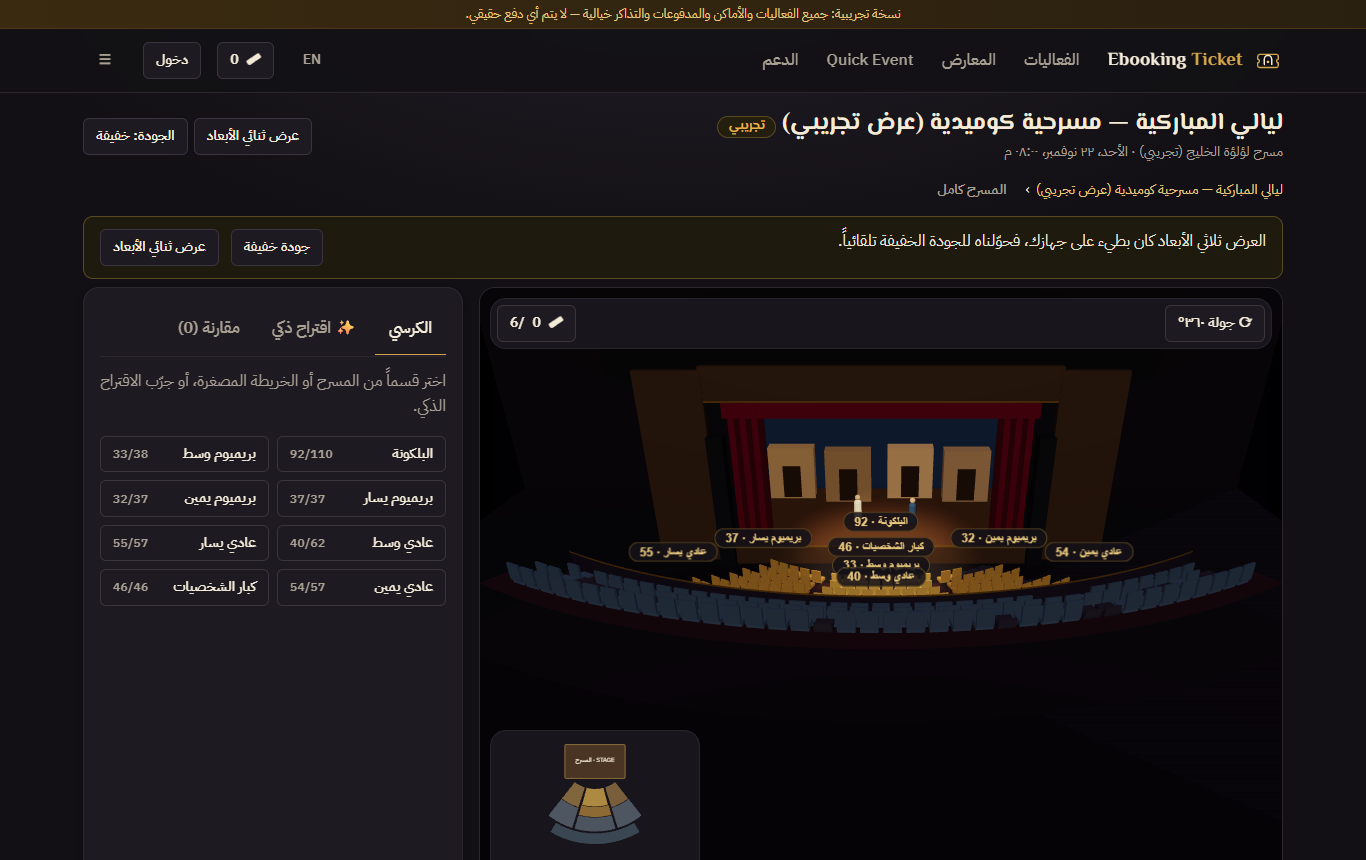 نسخة تجريبية: جميع الفعاليات والأماكن والمدفوعات والتذاكر خيالية — لا يتم أي دفع حقيقي.
Ebooking Ticket
الفعاليات
المعارض
Quick Event
الدعم
EN
0
دخول
ليالي المباركية — مسرحية كوميدية (عرض تجريبي) تجريبي
مسرح لؤلؤة الخليج (تجريبي) · الأحد، ٢٢ نوفمبر، ٠٨:٠٠ م
عرض ثنائي الأبعاد
الجودة: خفيفة
ليالي المباركية — مسرحية كوميدية (عرض تجريبي) › المسرح كامل
العرض ثلاثي الأبعاد كان بطيء على جهازك، فحوّلناه للجودة الخفيفة تلقائياً.
جودة خفيفة
عرض ثنائي الأبعاد
جولة ٣٦٠°
0 /6
البلكونة · 92
بريميوم يسار · 37
بريميوم يمين · 32
كبار الشخصيات · 46
عادي يسار · 55
عادي يمين · 54
بريميوم وسط · 33
عادي وسط · 40
المسرح · STAGE
الكرسي
اقتراح ذكي
مقارنة (0)
اختر قسماً من المسرح أو الخريطة المصغرة، أو جرّب الاقتراح
الذكي.
البلكونة 92/110
بريميوم وسط 33/38
بريميوم يسار 37/37
بريميوم يمين 32/37
عادي وسط 40/62
عادي يسار 55/57
عادي يمين 54/57
كبار الشخصيات 46/46